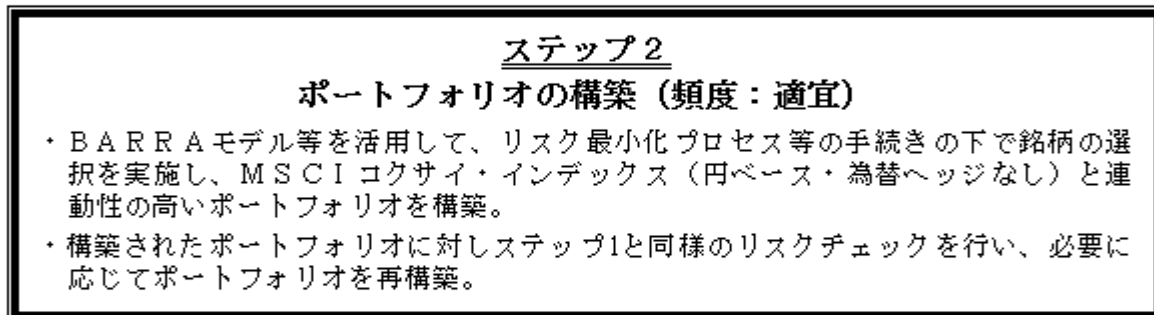 ステップ２
ポートフォリオの構築（頻度：適宜）
・ＢＡＲＲＡモデル等を活用して、リスク最小化プロセス等の手続きの下で銘柄の選
択を実施し、ＭＳＣＩコクサイ・インデックス（円ベース・為替ヘッジなし）と連
動性の高いポートフォリオを構築。
・構築されたポートフォリオに対しステップ1と同様のリスクチェックを行い、必要に
応じてポートフォリオを再構築。